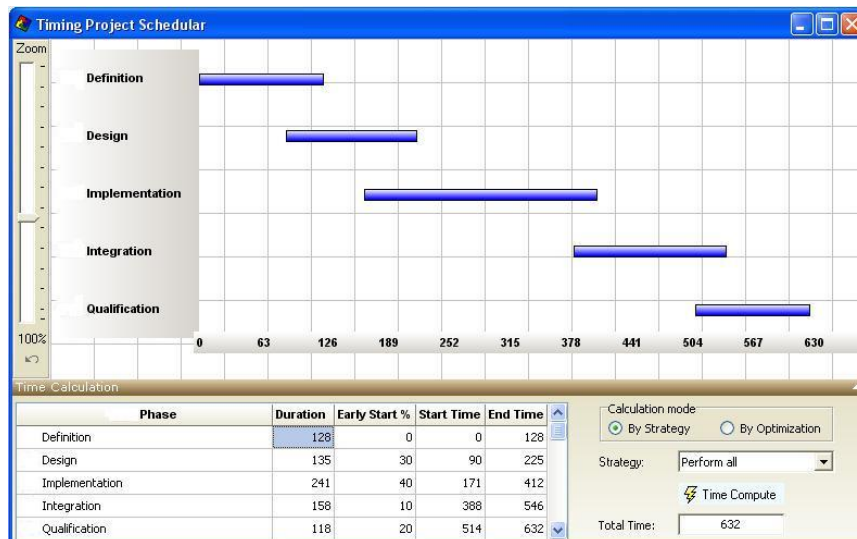 Timing Project Schedular
Zoom
Definition
Design
Implementation
Integration
Qualification
100%
0 63 126 189 252 315 378 441 504 567 630
Time Calculation
Phase Duration Early Start % Start Time End Time
Definition 128 0 0 128
Design 135 30 90 225
Implementation 241 40 171 412
Integration 158 10 388 546
Qualification 118 20 514 632
Calculation mode
By Strategy By Optimization
Strategy: Perform all
Time Compute
Total Time: 632